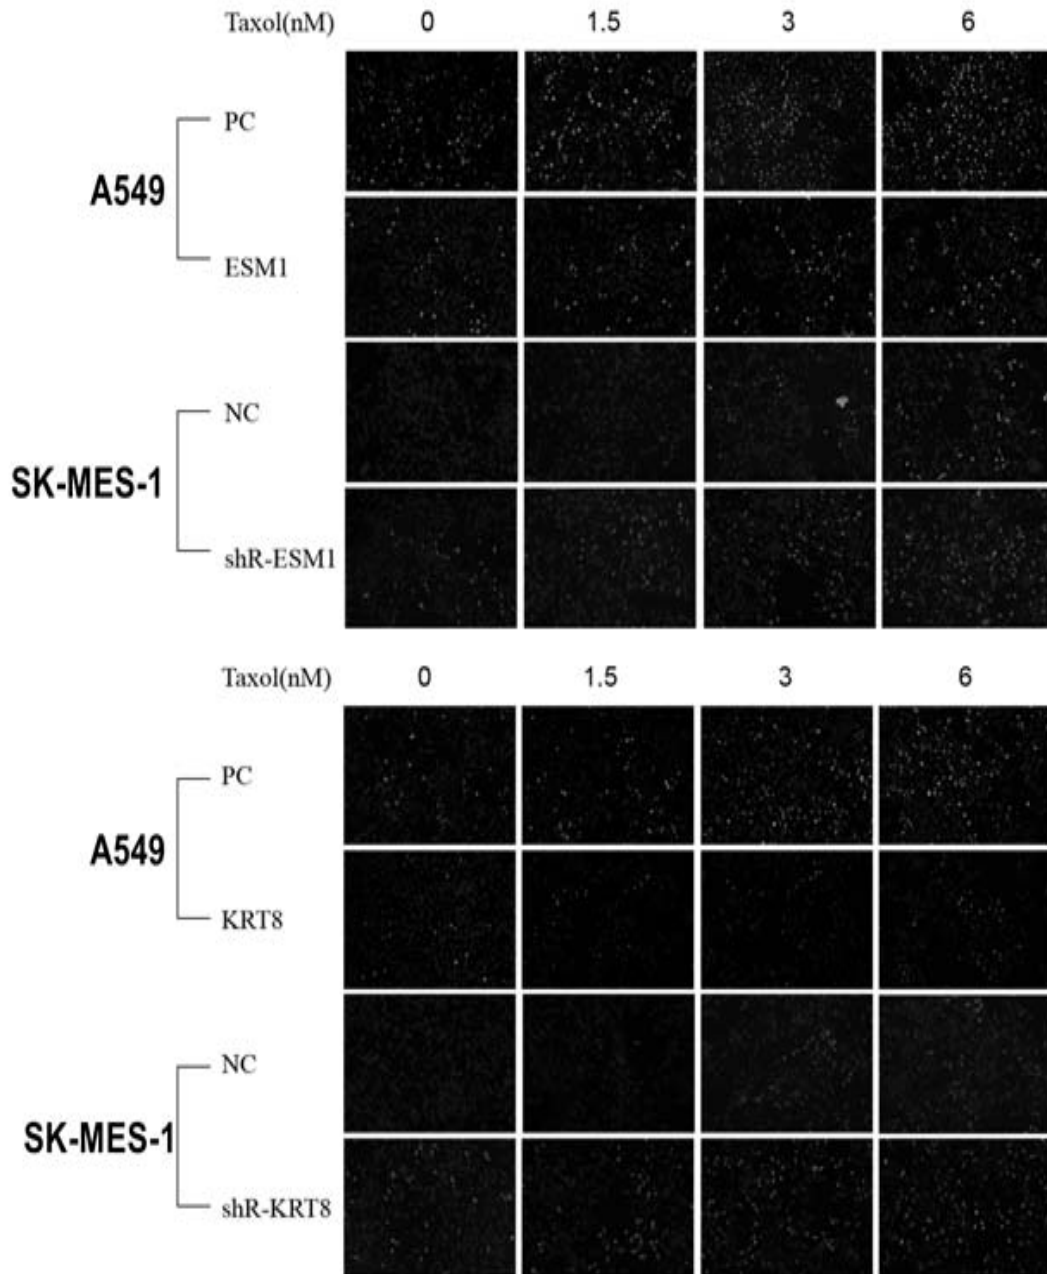 Taxol(nM) 0 1.5 3 6
PC
A549
ESM1
NC
SK-MES-1
shR-ESM1
Taxol(nM) 0 1.5 3 6
PC
A549
KRT8
NC
SK-MES-1
shR-KRT8